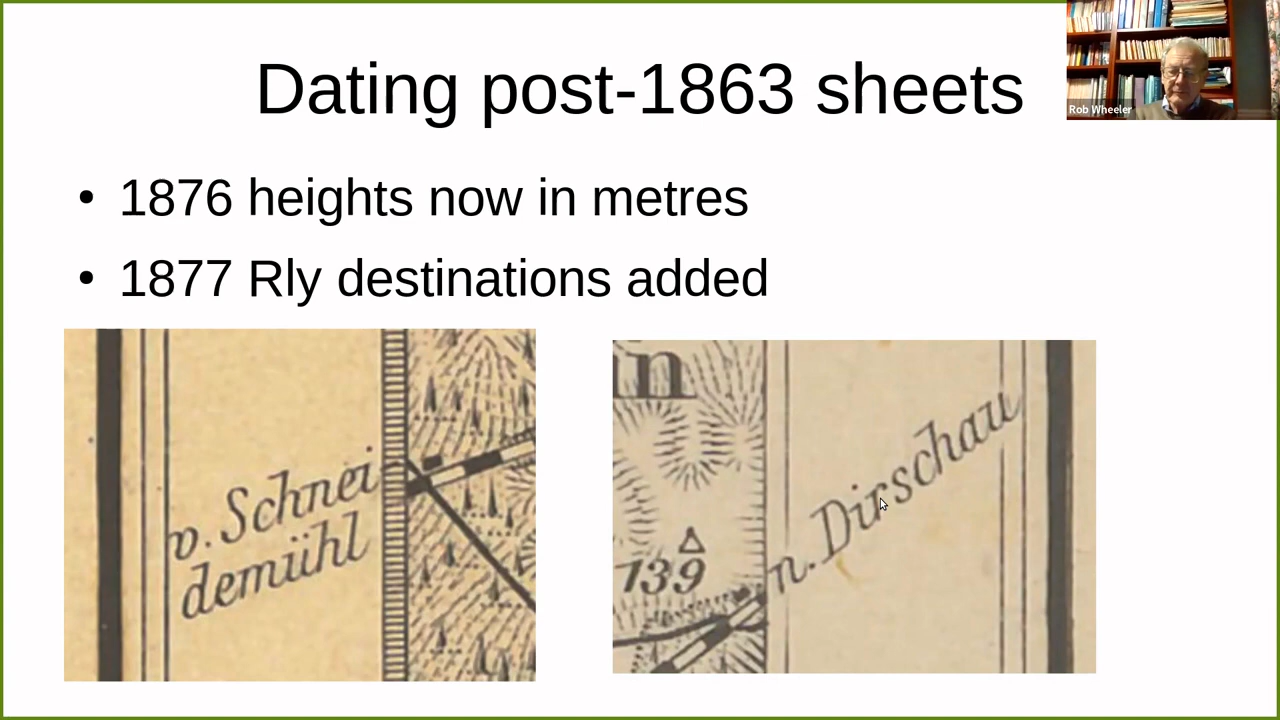 Dating post-1863 sheets
Rob Wheeler
• 1876 heights now in metres
• 1877 Rly destinations added
v. Schnei
demühl
in
139
n. Dirschau